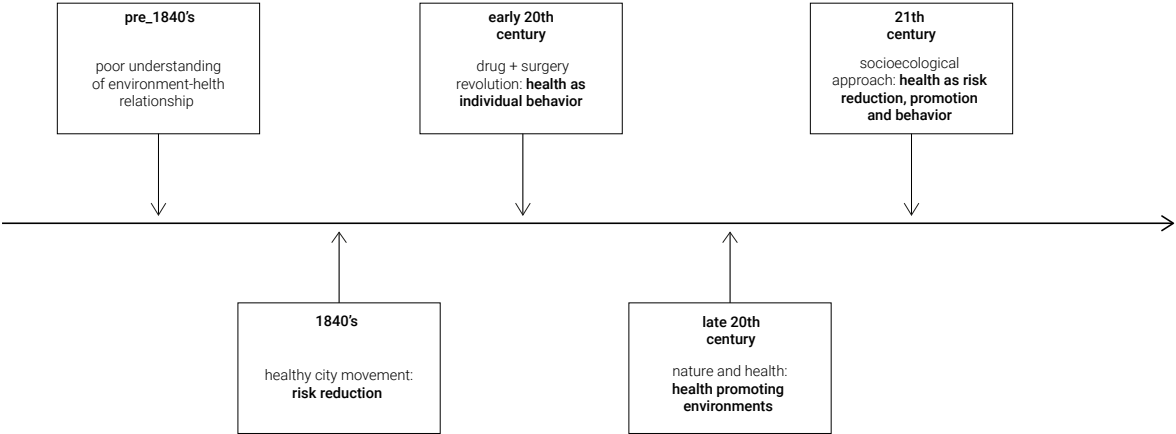 pre_1840's
poor understanding
of environment-helth
relationship
1840's
healthy city movement:
risk reduction
early 20th
century
drug + surgery
revolution: health as
individual behavior
late 20th
century
nature and health:
health promoting
environments
21th
century
socioecological
approach: health as risk
reduction, promotion
and behavior